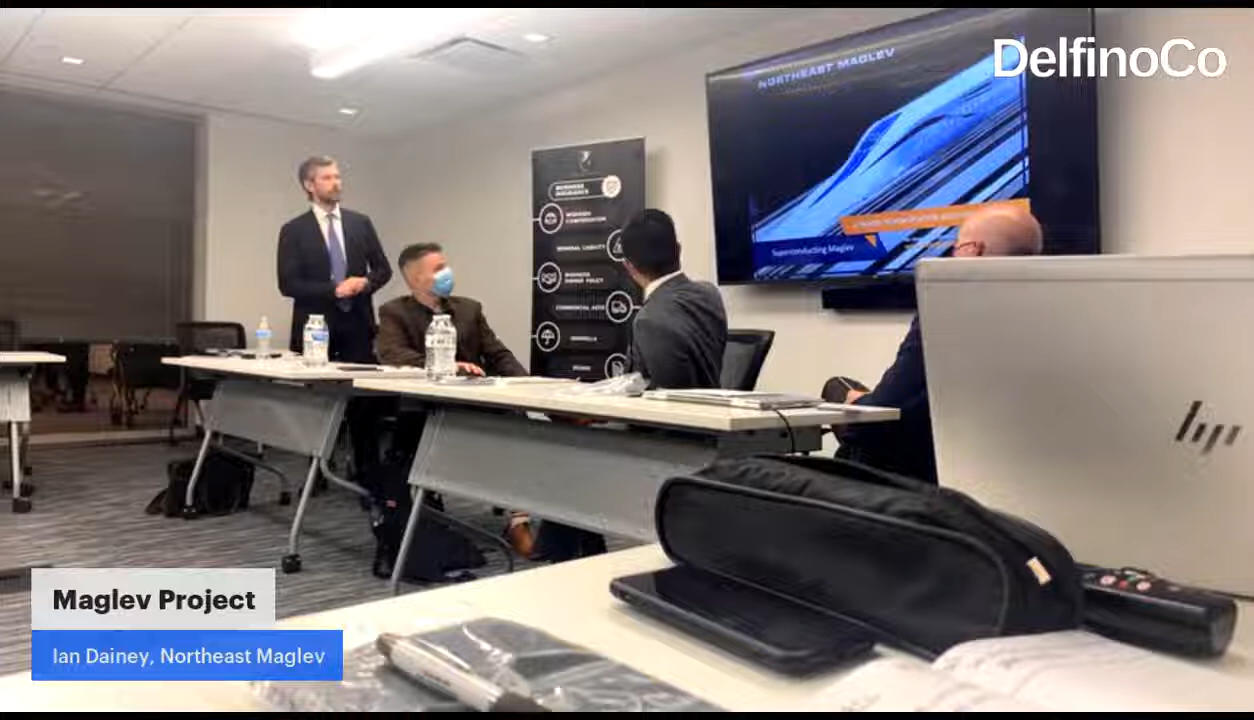 DelfinoCo
NORTHEAST MAGLEV
Superconducting Maglev
BUSINESS
INSURANCE
WORKERS
COMPENSATION
GENERAL LIABILITY
BUSINESS
OWNER POLICY
COMMERCIAL AUTO
UMBRELLA
hp
Maglev Project
Ian Dainey, Northeast Maglev